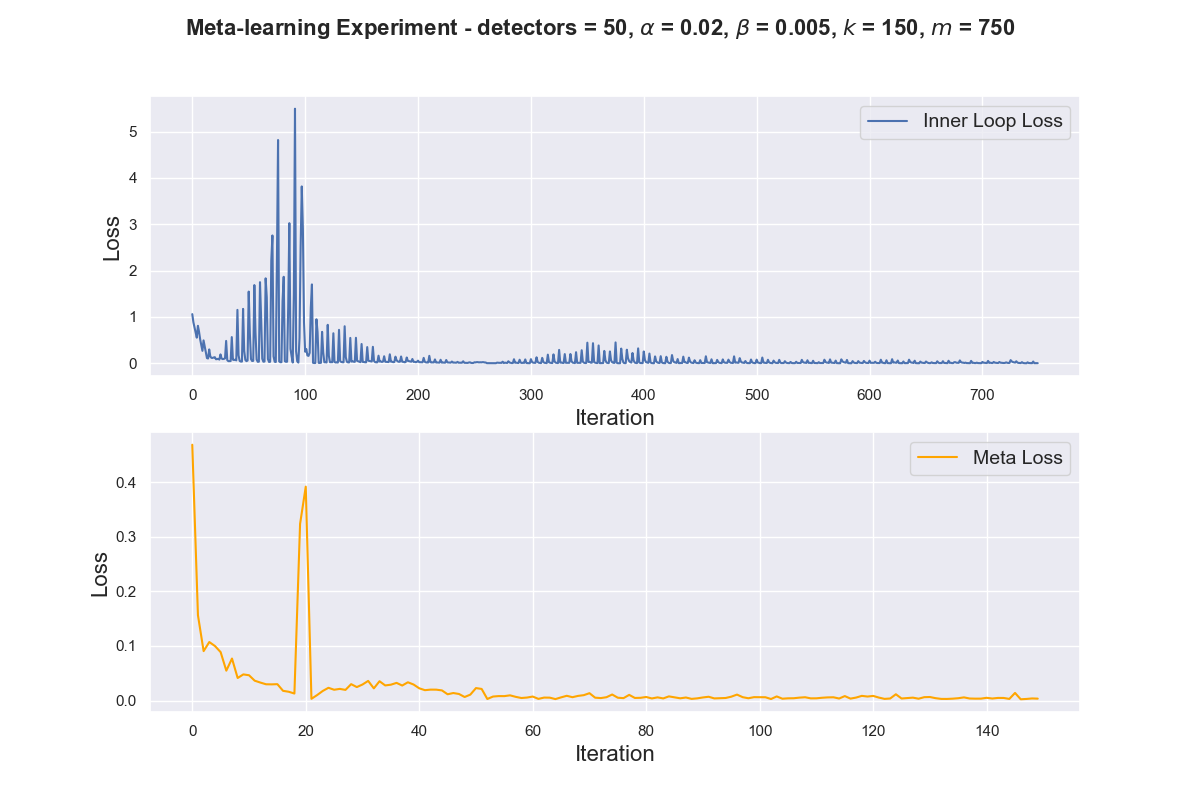 Meta-learning Experiment - detectors = 50, α = 0.02, β = 0.005, k = 150, m = 750
Inner Loop Loss
5
4
3
2
1
0
Loss
0 100 200 300 400 500 600 700
Iteration
Meta Loss
0.4
0.3
0.2
0.1
0.0
Loss
0 20 40 60 80 100 120 140
Iteration